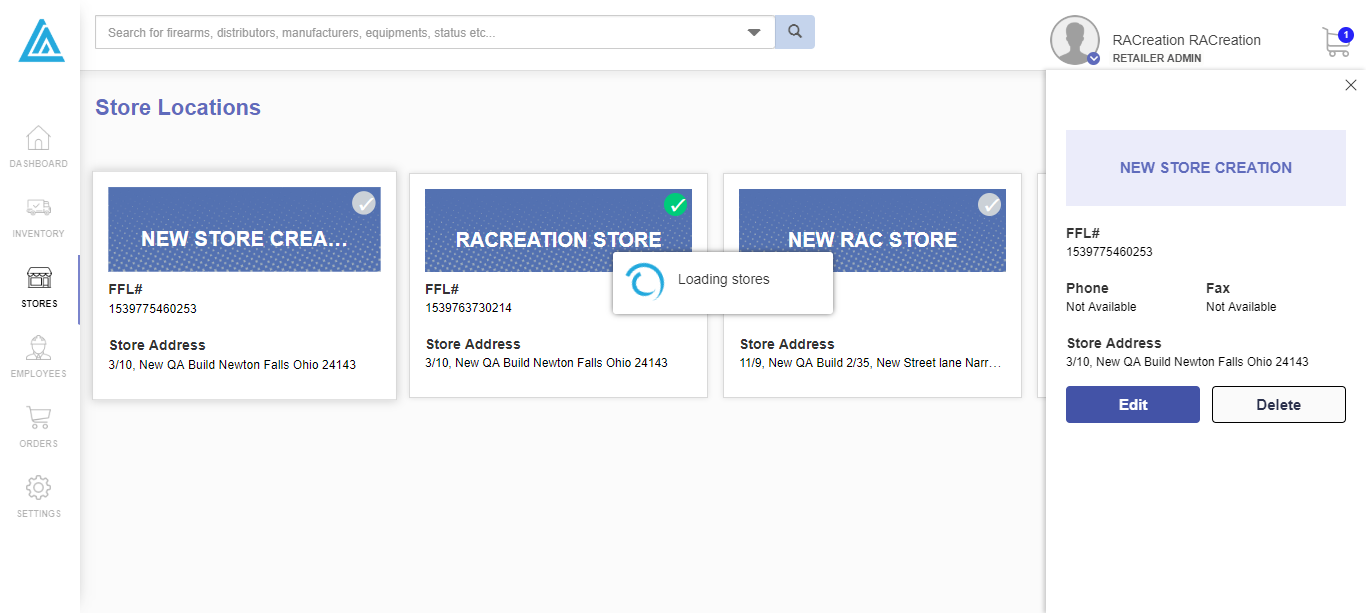 Search for firearms, distributors, manufacturers, equipments, status etc...
RACreation RACreation
RETAILER ADMIN
1
DASHBOARD
INVENTORY
STORES
EMPLOYEES
ORDERS
SETTINGS
Store Locations
NEW STORE CREA...
FFL#
1539775460253
Store Address
3/10, New QA Build Newton Falls Ohio 24143
RACREATION STORE
FFL#
1539763730214
Store Address
3/10, New QA Build Newton Falls Ohio 24143
NEW RAC STORE
Store Address
11/9, New QA Build 2/35, New Street lane Narr...
Loading stores
NEW STORE CREATION
FFL#
1539775460253
Phone Fax
Not Available Not Available
Store Address
3/10, New QA Build Newton Falls Ohio 24143
Edit Delete